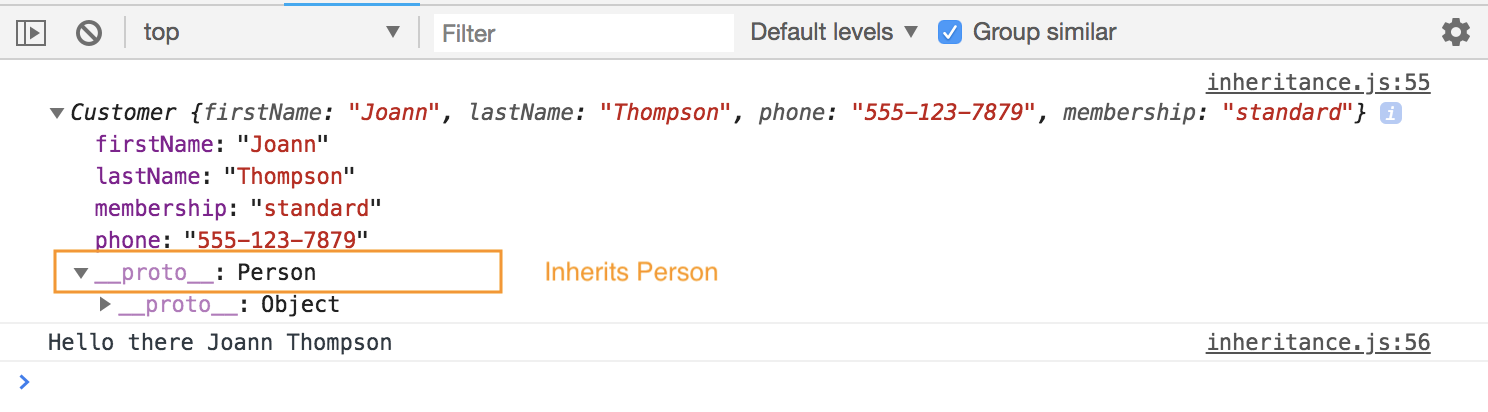 top Filter Default levels Group similar
inheritance.js:55
Customer {firstName: "Joann", lastName: "Thompson", phone: "555-123-7879", membership: "standard"} i
firstName: "Joann"
lastName: "Thompson"
membership: "standard"
phone: "555-123-7879"
__proto__: Person Inherits Person
__proto__: Object
Hello there Joann Thompson inheritance.js:56